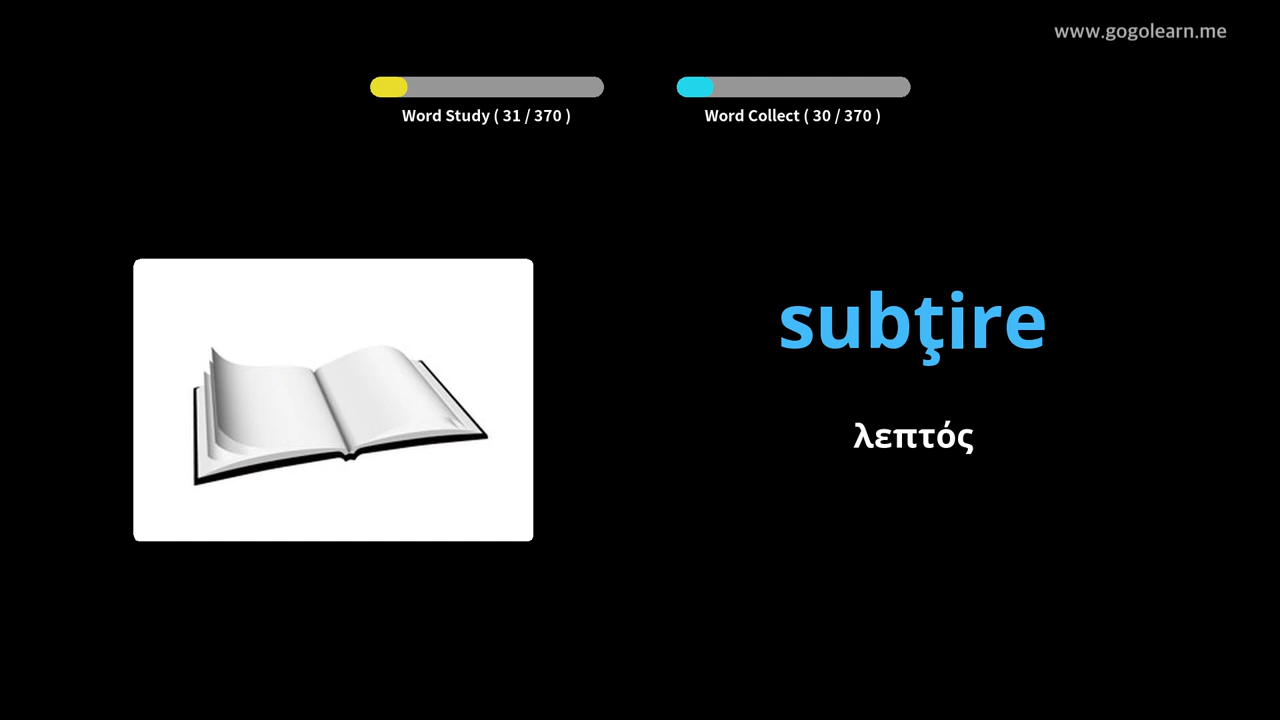 www.gogolearn.me
Word Study ( 31 / 370 )
Word Collect ( 30 / 370 )
subţire
λεπτός